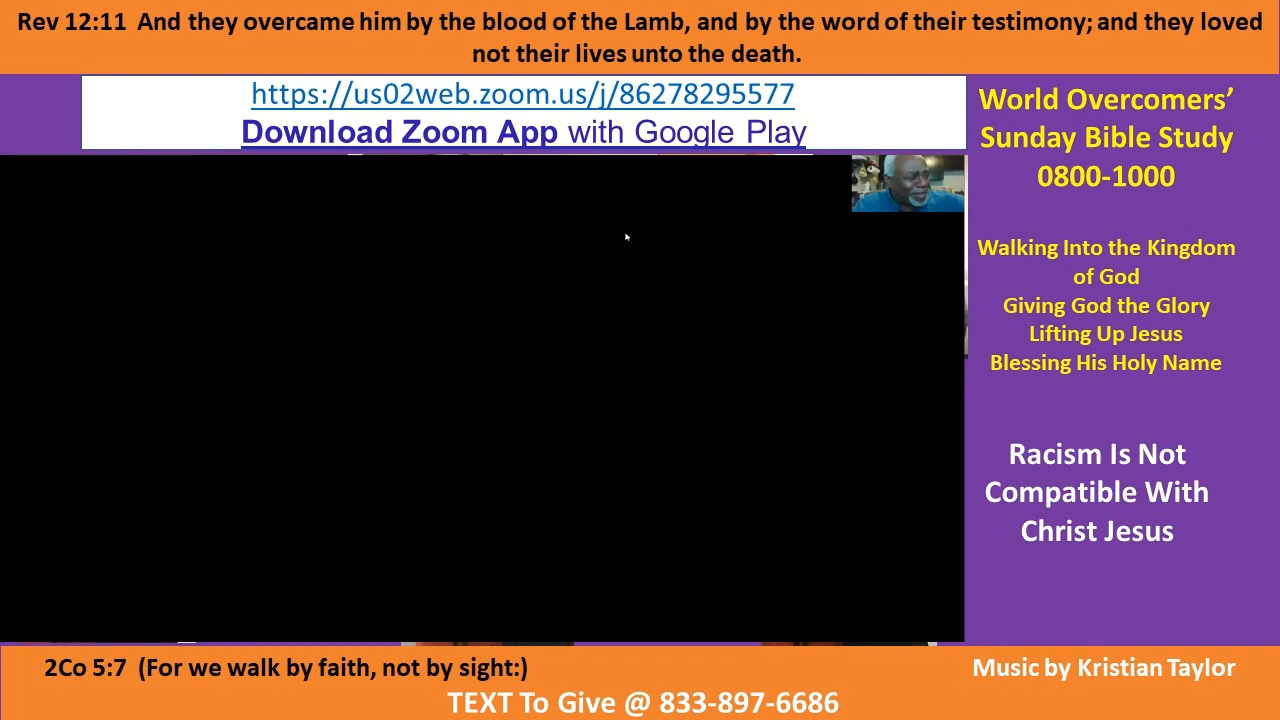 Rev 12:11  And they overcame him by the blood of the Lamb, and by the word of their testimony; and they loved
not their lives unto the death.
https://us02web.zoom.us/j/86278295577
Download Zoom App with Google Play
World Overcomers’
Sunday Bible Study
0800-1000
Walking Into the Kingdom
of God
Giving God the Glory
Lifting Up Jesus
Blessing His Holy Name
Racism Is Not
Compatible With
Christ Jesus
2Co 5:7  (For we walk by faith, not by sight:)
Music by Kristian Taylor
TEXT To Give @ 833-897-6686